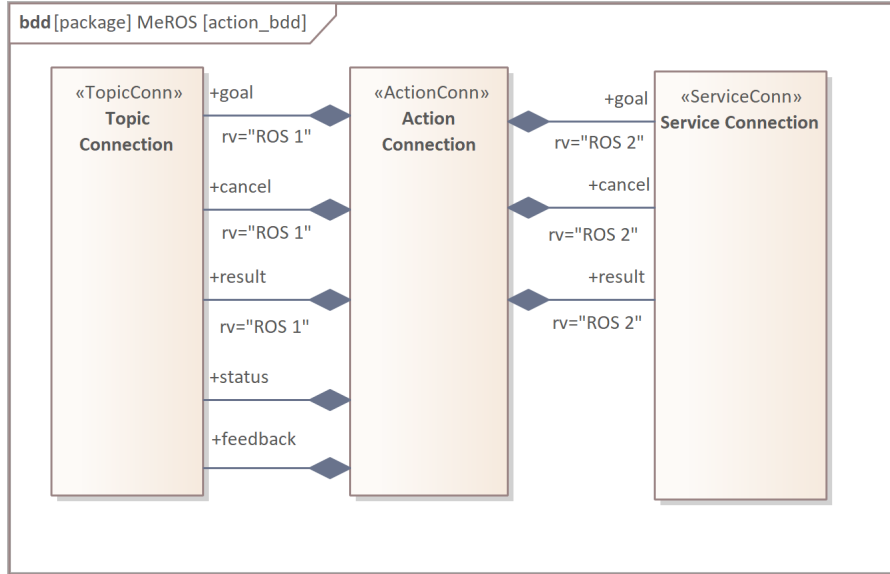 bdd [package] MeROS [action_bdd]
«TopicConn»
Topic
Connection
+goal
rv="ROS 1"
+cancel
rv="ROS 1"
+result
rv="ROS 1"
+status
+feedback
«ActionConn»
Action
Connection
+goal
rv="ROS 2"
+cancel
rv="ROS 2"
+result
rv="ROS 2"
«ServiceConn»
Service Connection